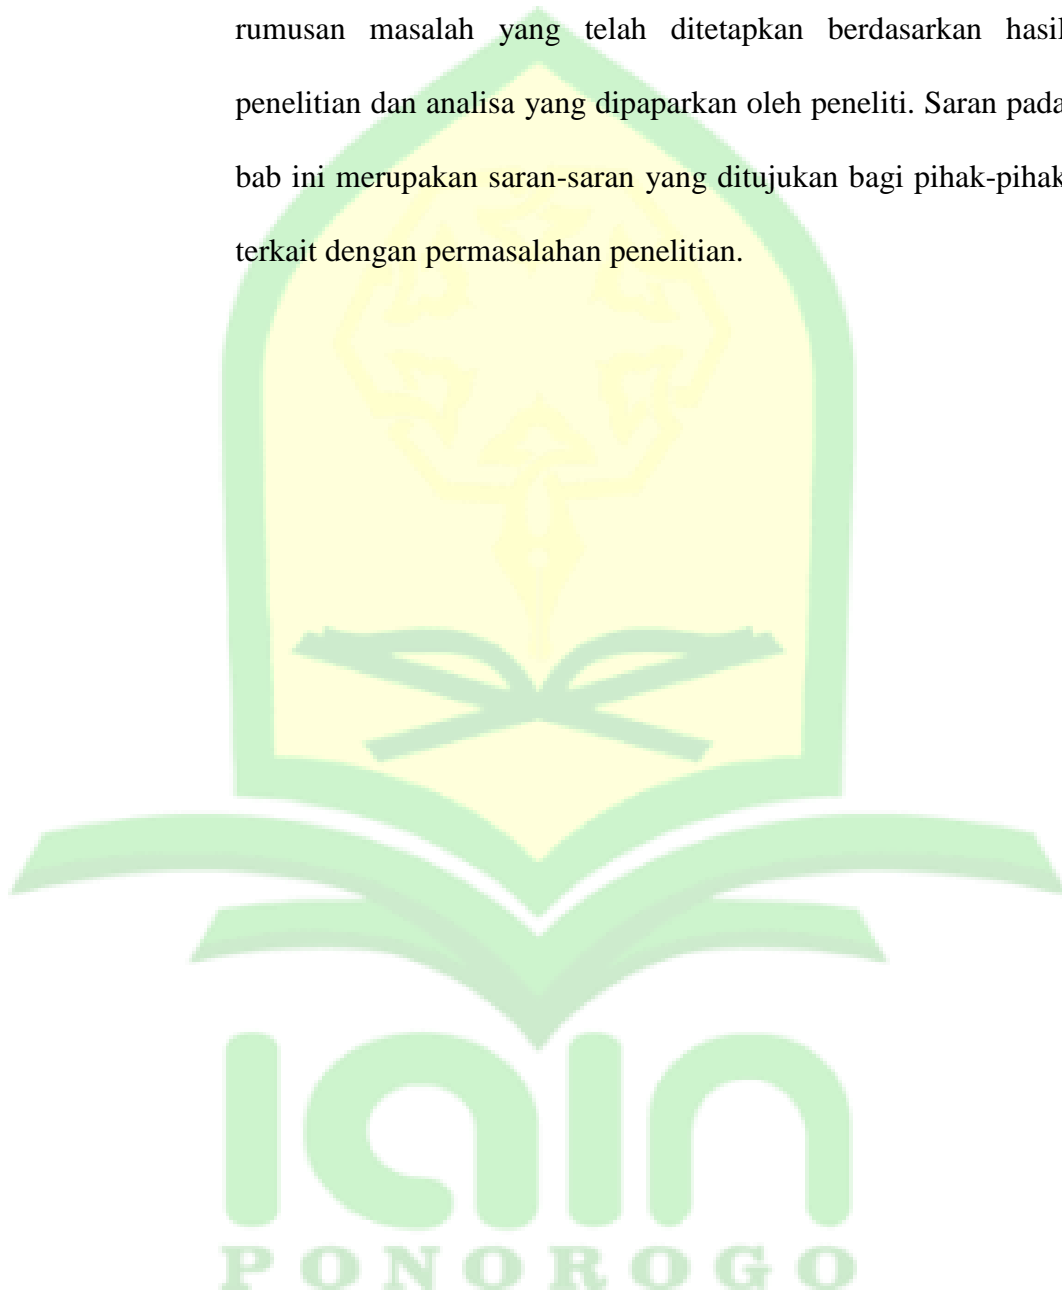 rumusan masalah yang telah ditetapkan berdasarkan hasil
penelitian dan analisa yang dipaparkan oleh peneliti. Saran pada
bab ini merupakan saran-saran yang ditujukan bagi pihak-pihak
terkait dengan permasalahan penelitian.
iain
PONOROGO